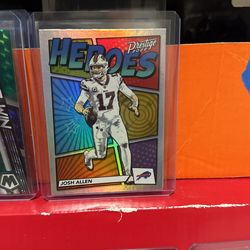 HEROES
Prestige
17
JOSH ALLEN